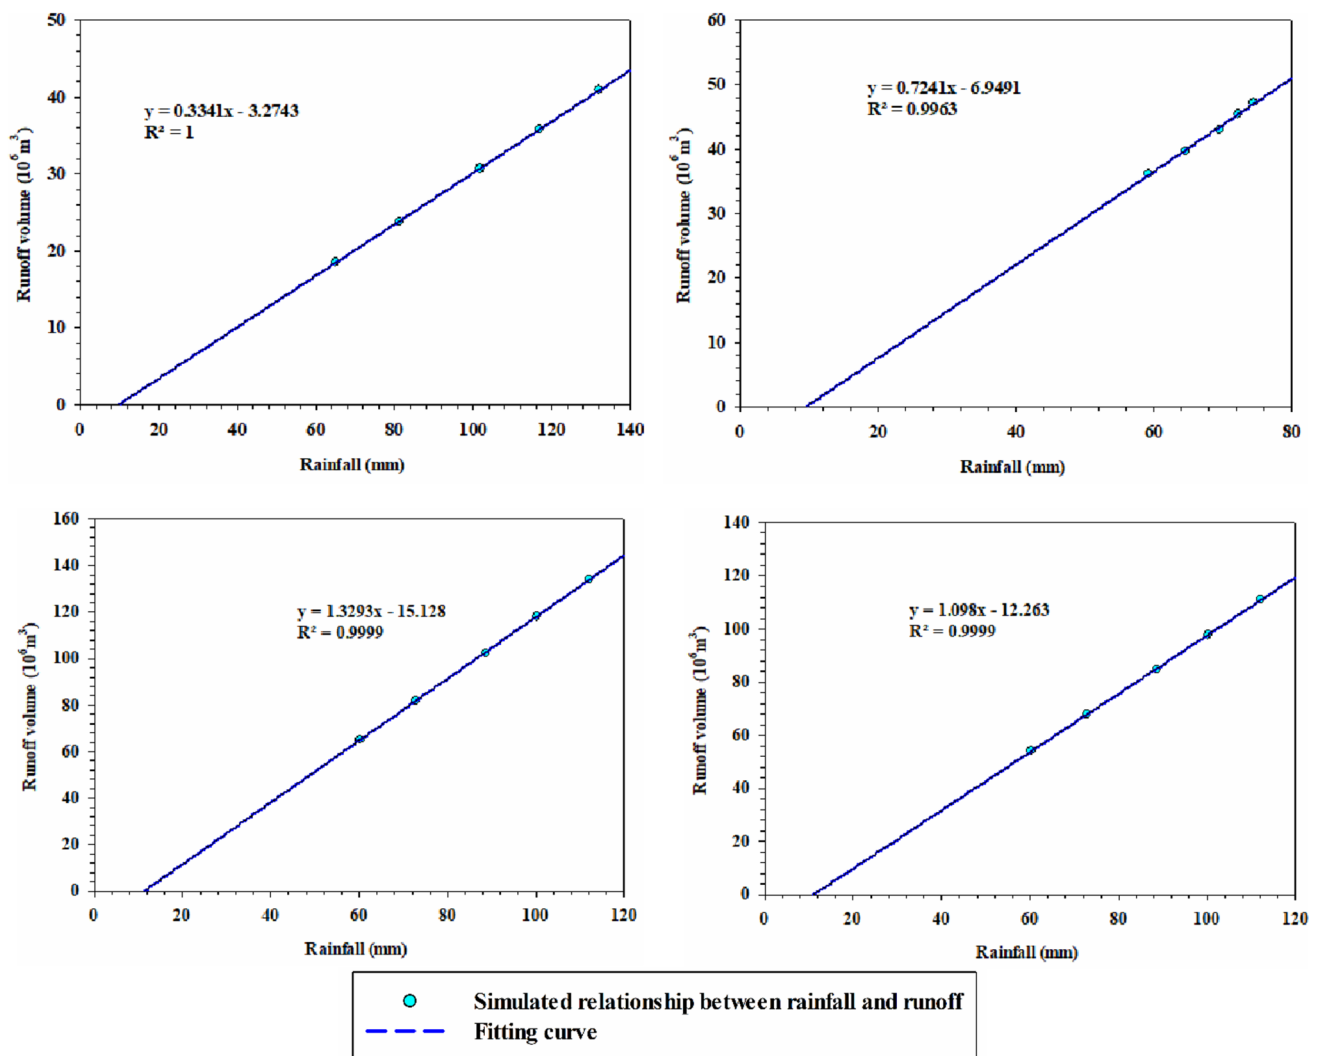 50
40
30
20
10
0
0 20 40 60 80 100 120 140
Runoff volume (10⁶ m³)
Rainfall (mm)
y = 0.3341x - 3.2743
R² = 1
60
50
40
30
20
10
0
0 20 40 60 80
Runoff volume (10⁶ m³)
Rainfall (mm)
y = 0.7241x - 6.9491
R² = 0.9963
160
140
120
100
80
60
40
20
0
0 20 40 60 80 100 120
Runoff volume (10⁶m³)
Rainfall (mm)
y = 1.3293x - 15.128
R² = 0.9999
140
120
100
80
60
40
20
0
0 20 40 60 80 100 120
Runoff volume (10⁶m³)
Rainfall (mm)
y = 1.098x - 12.263
R² = 0.9999
Simulated relationship between rainfall and runoff
Fitting curve